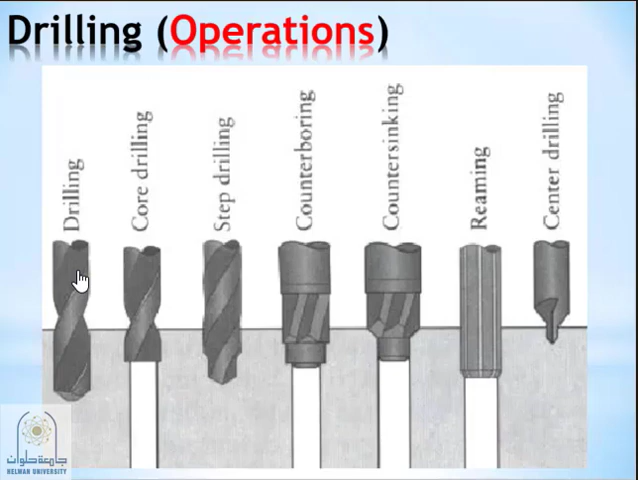 Drilling (Operations)
Drilling
Core drilling
Step drilling
Counterboring
Countersinking
Reaming
Center drilling
جامعة حلوان
HELWAN UNIVERSITY